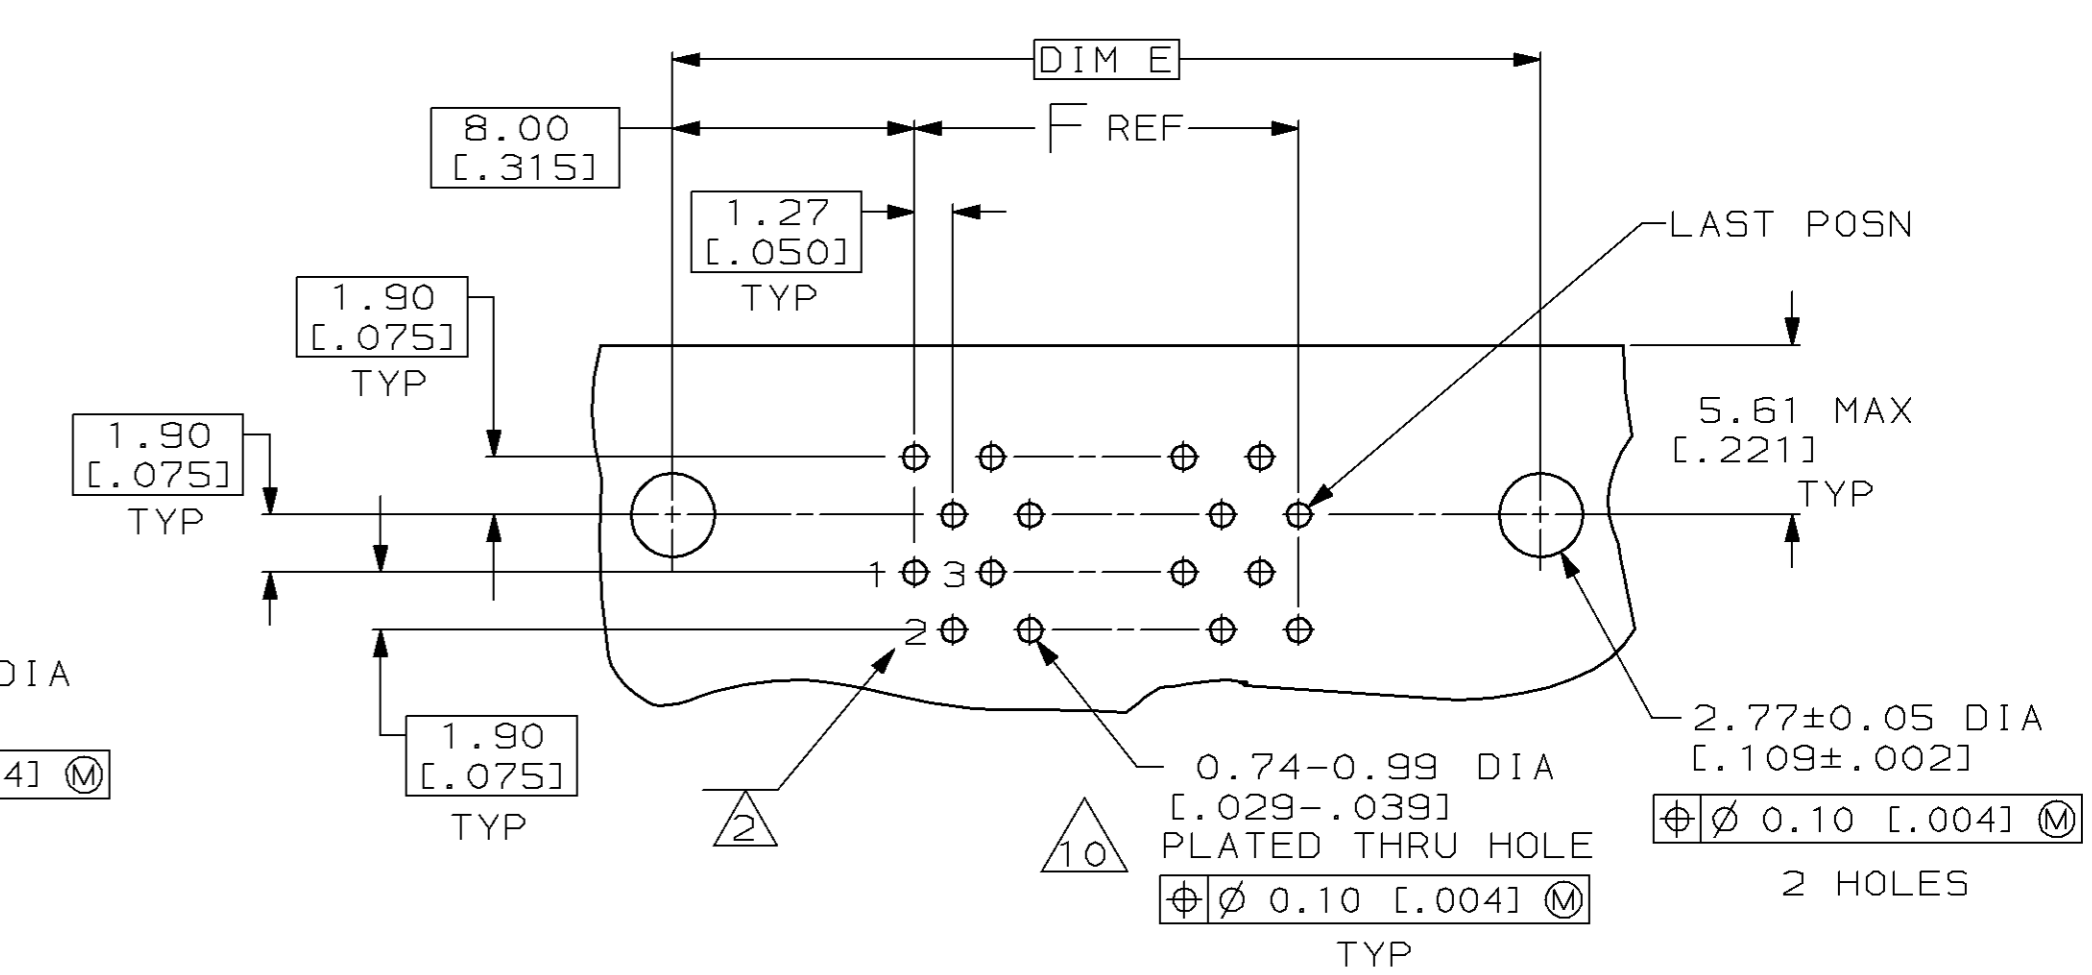 DIM E
8.00
[.315]
F REF
1.27
[.050]
TYP
LAST POSN
1.90
[.075]
TYP
1.90
[.075]
TYP
5.61 MAX
[.221]
TYP
1 3
2
DIA
4] Ⓜ
1.90
[.075]
TYP
2
10
0.74-0.99 DIA
[.029-.039]
PLATED THRU HOLE
⌖ Ø 0.10 [.004] Ⓜ
TYP
2.77±0.05 DIA
[.109±.002]
⌖ Ø 0.10 [.004] Ⓜ
2 HOLES